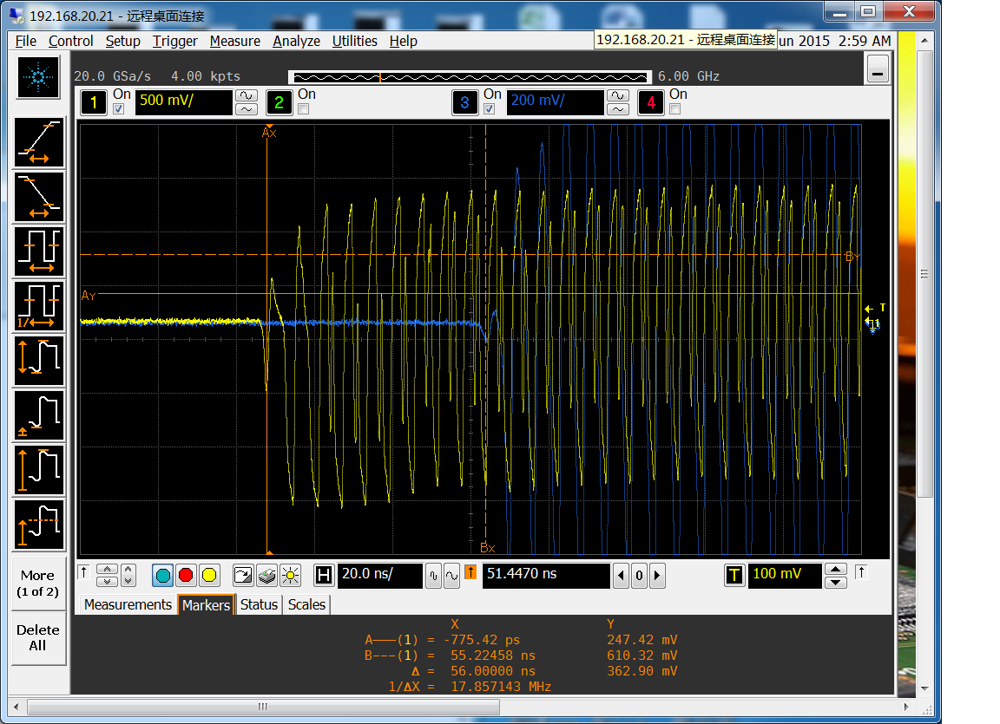 192.168.20.21 - 远程桌面连接
File Control Setup Trigger Measure Analyze Utilities Help
192.168.20.21 - 远程桌面连接
un 2015 2:59 AM
20.0 GSa/s 4.00 kpts 6.00 GHz
1 On 500 mV/ 2 On 3 On 200 mV/ 4 On
Ax
By
Ay
T
1
Bx
1/
More
(1 of 2)
Delete
All
H 20.0 ns/ 51.4470 ns 0 T 100 mV
Measurements Markers Status Scales
X Y
A───(1) = -775.42 ps 247.42 mV
B---(1) = 55.22458 ns 610.32 mV
Δ = 56.00000 ns 362.90 mV
1/ΔX = 17.857143 MHz